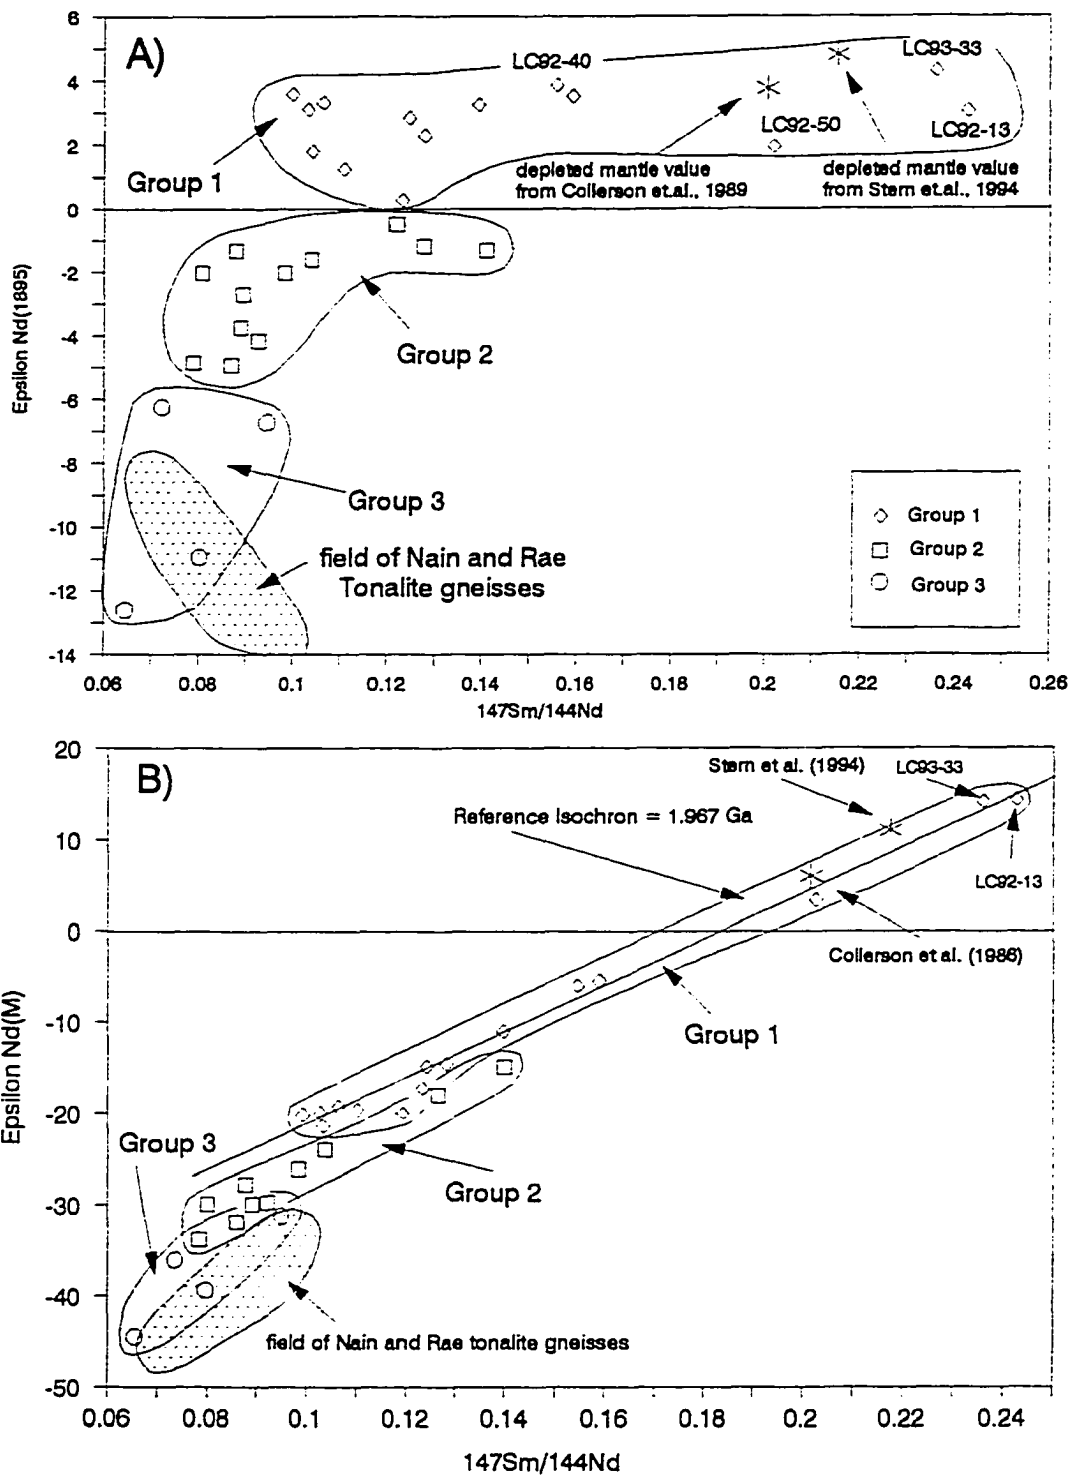 6
A)
LC92-40
LC93-33
4
LC92-50
LC92-13
2
Group 1
depleted mantle value
from Collerson et.al., 1989
depleted mantle value
from Stern et.al., 1994
0
-2
Group 2
-4
Epsilon Nd(1895)
-6
-8
Group 3
-10
field of Nain and Rae
Tonalite gneisses
-12
-14
Group 1
Group 2
Group 3
0.06 0.08 0.1 0.12 0.14 0.16 0.18 0.2 0.22 0.24 0.26
147Sm/144Nd
20
B)
Stern et al. (1994)
LC93-33
Reference Isochron = 1.967 Ga
10
LC92-13
0
Collerson et al. (1986)
-10
Group 1
Epsilon Nd(M)
-20
Group 3
Group 2
-30
-40
field of Nain and Rae tonalite gneisses
-50
0.06 0.08 0.1 0.12 0.14 0.16 0.18 0.2 0.22 0.24
147Sm/144Nd